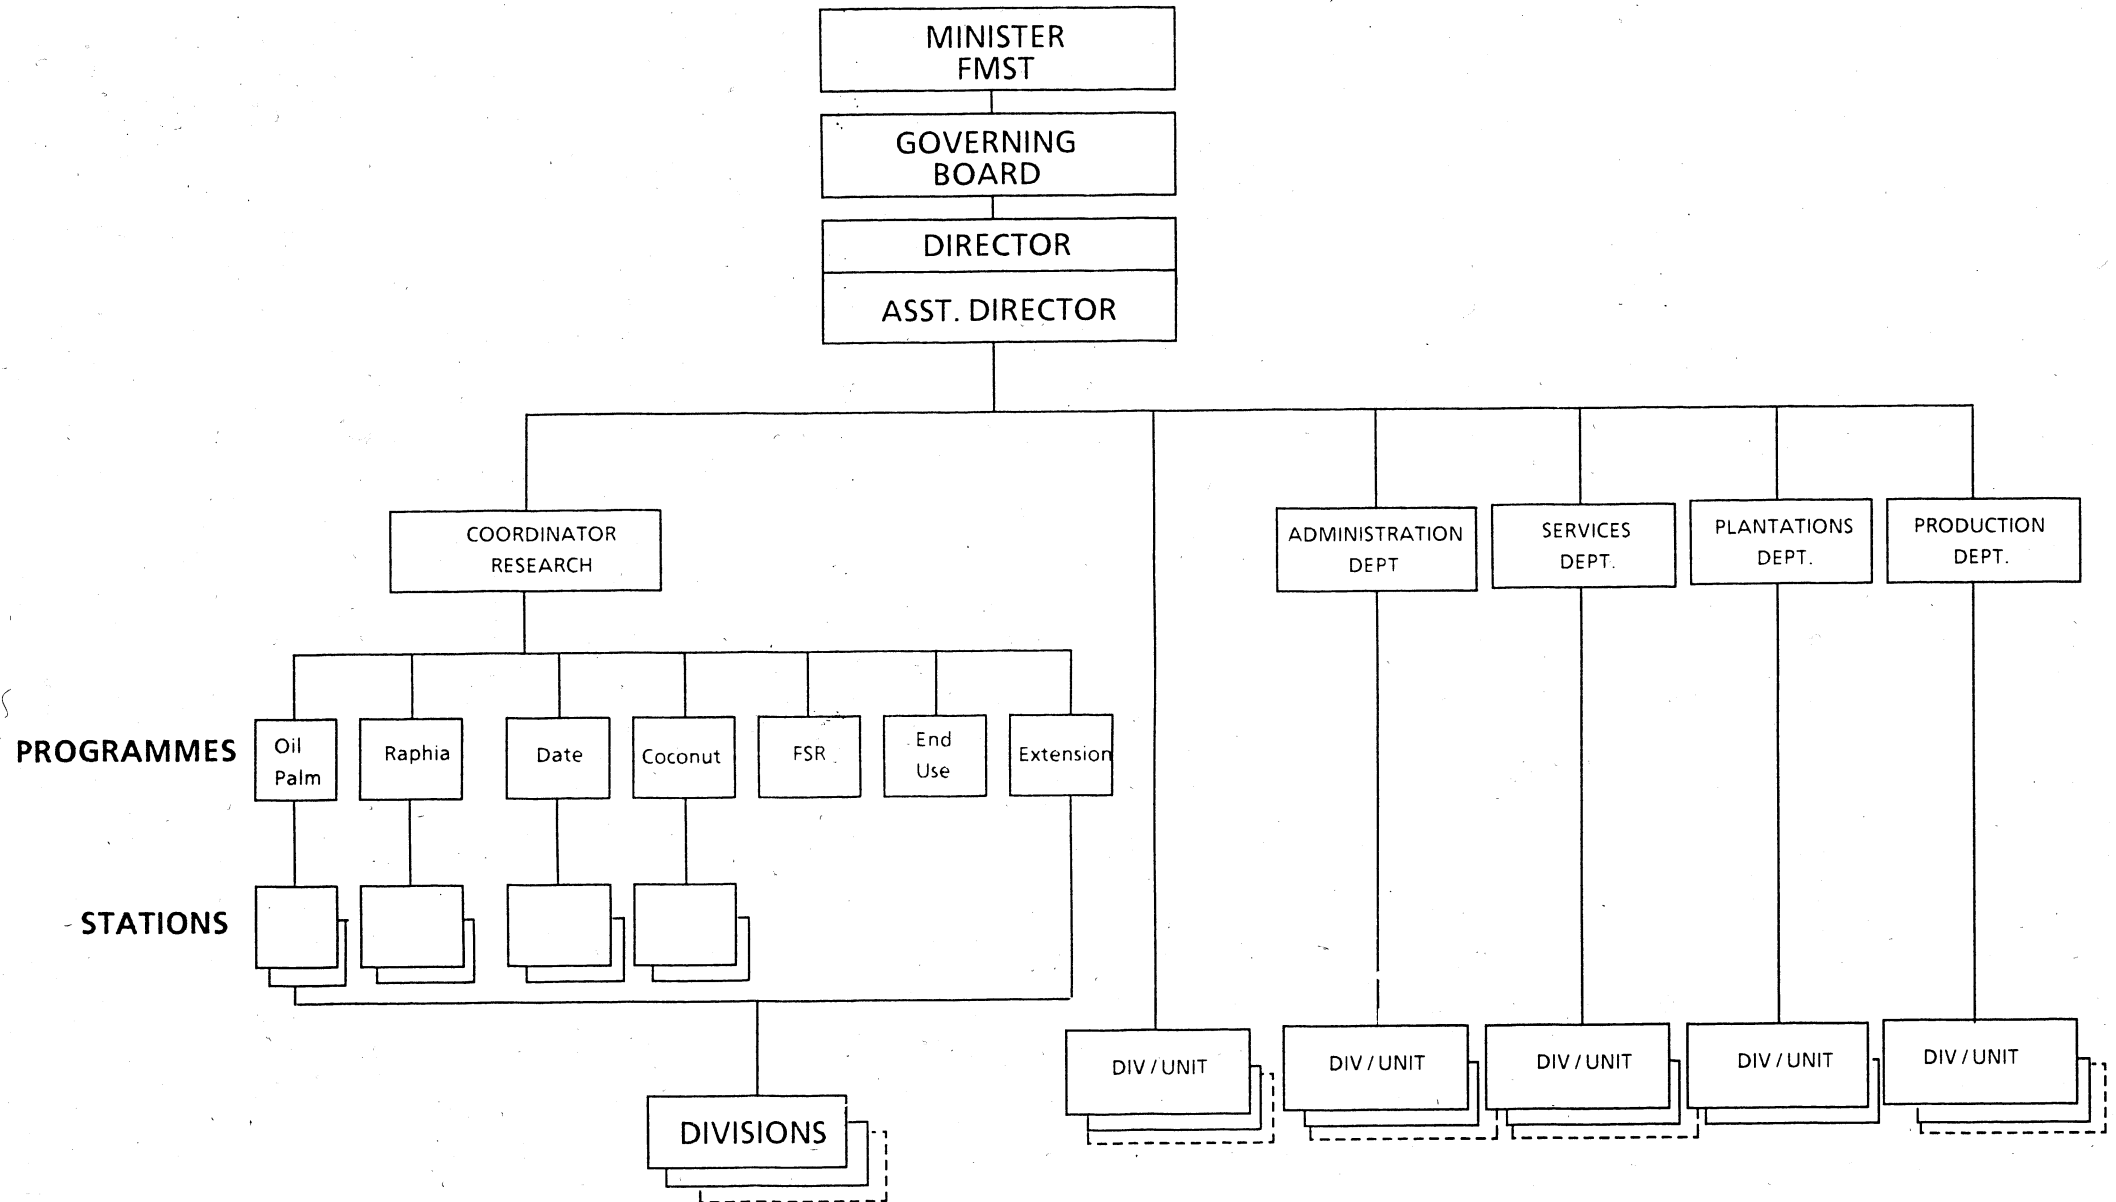 MINISTER
FMST
GOVERNING
BOARD
DIRECTOR
ASST. DIRECTOR
COORDINATOR
RESEARCH
ADMINISTRATION
DEPT
SERVICES
DEPT.
PLANTATIONS
DEPT.
PRODUCTION
DEPT.
PROGRAMMES
Oil
Palm
Raphia
Date
Coconut
FSR
End
Use
Extension
STATIONS
DIV / UNIT
DIV / UNIT
DIV / UNIT
DIV / UNIT
DIV / UNIT
DIVISIONS